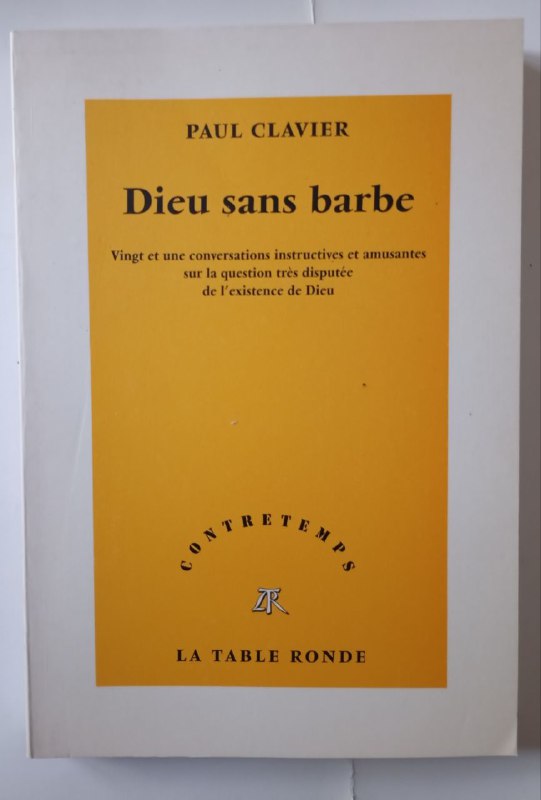 PAUL CLAVIER
Dieu sans barbe
Vingt et une conversations instructives et amusantes
sur la question très disputée
de l'existence de Dieu
CONTRETEMPS
LTR
LA TABLE RONDE